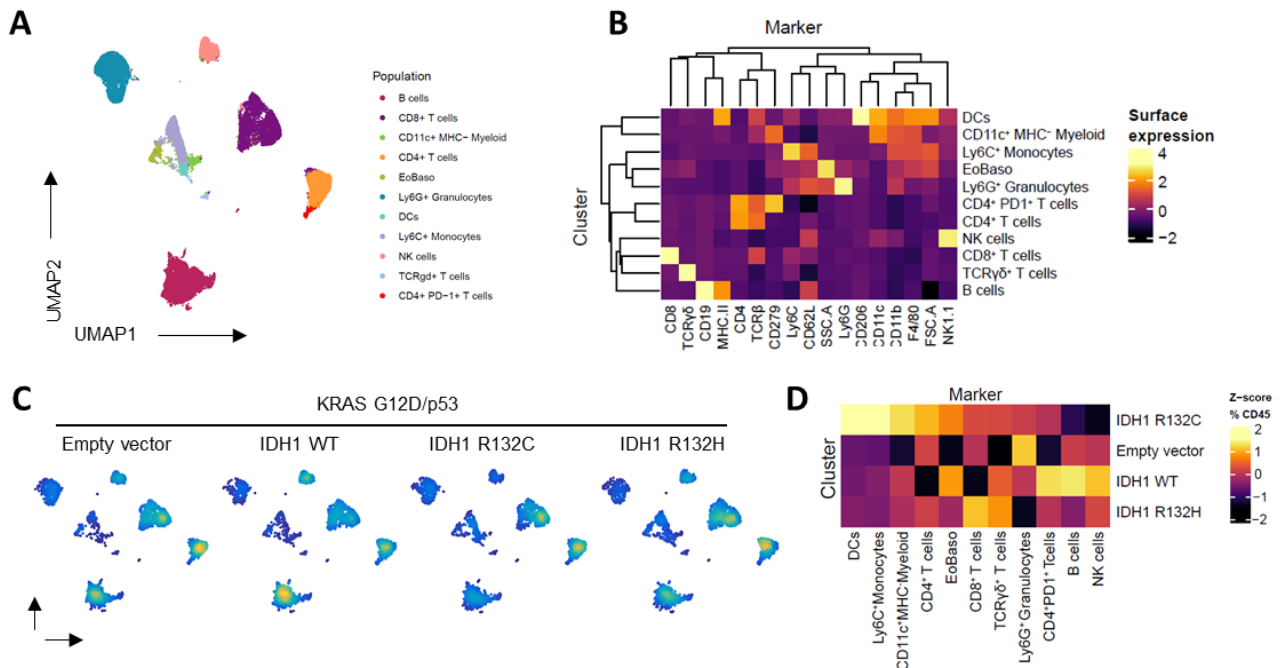 A
Population
B cells
CD8+ T cells
CD11c+ MHC− Myeloid
CD4+ T cells
EoBaso
Ly6G+ Granulocytes
DCs
Ly6C+ Monocytes
NK cells
TCRgd+ T cells
CD4+ PD-1+ T cells
UMAP2
UMAP1
B
Marker
Cluster
DCs
CD11c⁺ MHC⁻ Myeloid
Ly6C⁺ Monocytes
EoBaso
Ly6G⁺ Granulocytes
CD4⁺ PD1⁺ T cells
CD4⁺ T cells
NK cells
CD8⁺ T cells
TCRγδ⁺ T cells
B cells
CD8
TCRγδ
CD19
MHC.II
CD4
TCRβ
CD279
Ly6C
CD62L
SSC.A
Ly6G
CD206
CD11c
CD11b
F4/80
FSC.A
NK1.1
Surface
expression
4
2
0
−2
C
KRAS G12D/p53
Empty vector
IDH1 WT
IDH1 R132C
IDH1 R132H
D
Marker
Cluster
IDH1 R132C
Empty vector
IDH1 WT
IDH1 R132H
DCs
Ly6C⁺Monocytes
CD11c⁺MHC⁻Myeloid
CD4⁺ T cells
EoBaso
CD8⁺ T cells
TCRγδ⁺ T cells
Ly6G⁺ Granulocytes
CD4⁺PD1⁺ Tcells
B cells
NK cells
Z−score
% CD45
2
1
0
−1
−2